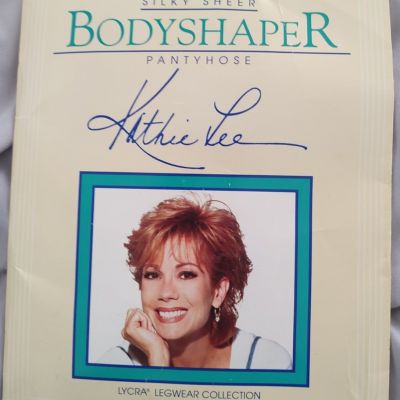 SILKY SHEER
BODYSHAPER
PANTYHOSE
Kathie Lee
LYCRA® LEGWEAR COLLECTION